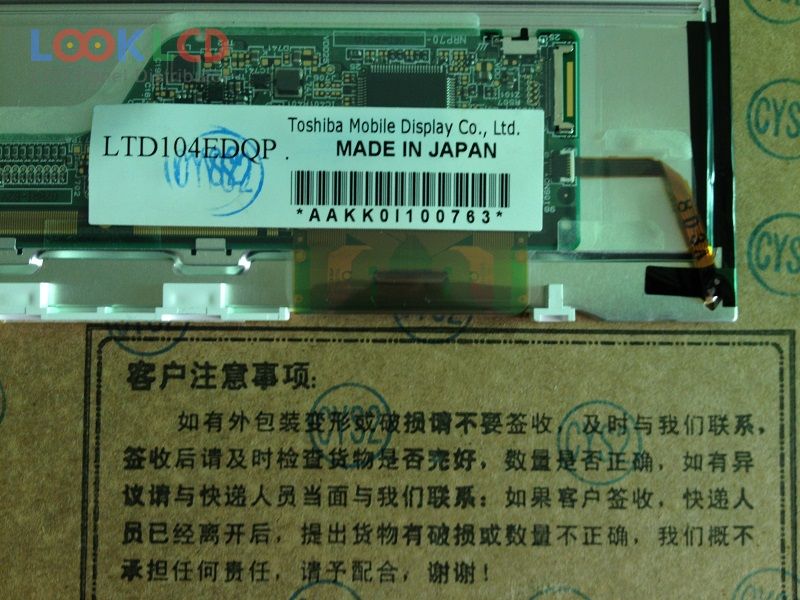 LOOKLCD
NRP70-
LTD104EDQP
Toshiba Mobile Display Co., Ltd.
MADE IN JAPAN
*AAKK0I100763*
8D3A
CYS2
CYS2
CYS2
客户注意事项:
如有外包装变形或破损请不要签收，及时与我们联系，
签收后请及时检查货物是否完好，数量是否正确，如有异
议请与快递人员当面与我们联系：如果客户签收，快递人
员已经离开后，提出货物有破损或数量不正确，我们概不
承担任何责任，请予配合，谢谢！